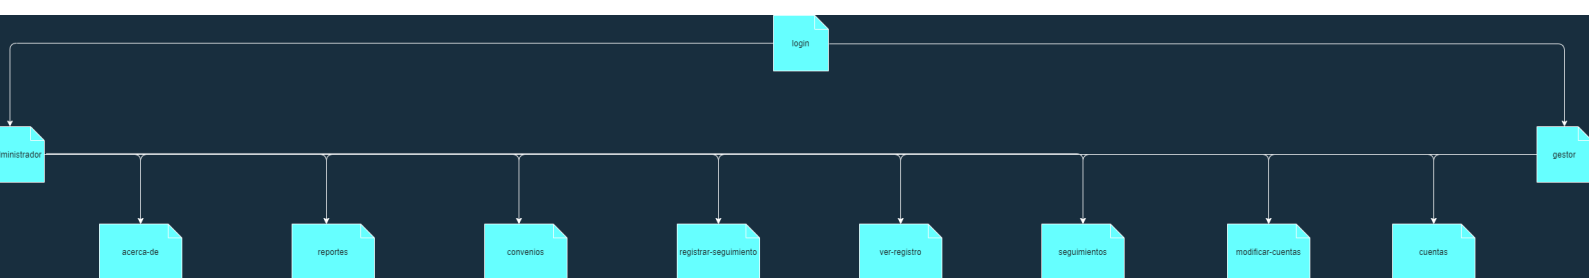 login
ministrador
gestor
acerca-de
reportes
convenios
registrar-seguimiento
ver-registro
seguimientos
modificar-cuentas
cuentas